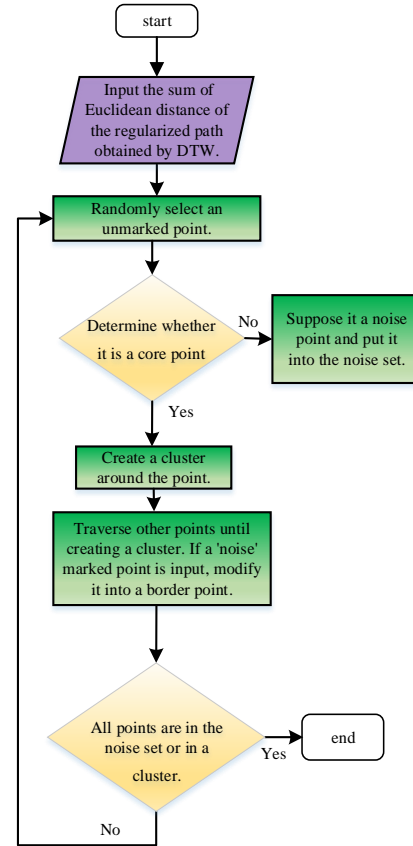 start
Input the sum of
Euclidean distance of
the regularized path
obtained by DTW.
Randomly select an
unmarked point.
Determine whether
it is a core point
No
Suppose it a noise
point and put it
into the noise set.
Yes
Create a cluster
around the point.
Traverse other points until
creating a cluster. If a 'noise'
marked point is input, modify
it into a border point.
All points are in the
noise set or in a
cluster.
Yes
end
No